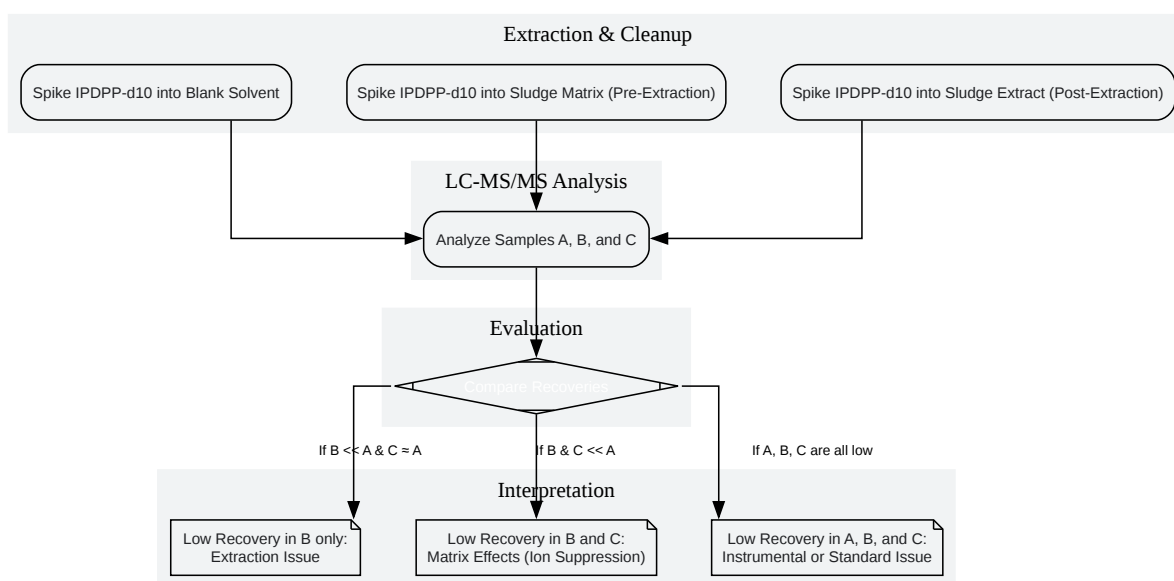 Extraction & Cleanup
Spike IPDPP-d10 into Blank Solvent
Spike IPDPP-d10 into Sludge Matrix (Pre-Extraction)
Spike IPDPP-d10 into Sludge Extract (Post-Extraction)
LC-MS/MS Analysis
Analyze Samples A, B, and C
Evaluation
Compare Recoveries
If B << A & C ≈ A
If B & C << A
If A, B, C are all low
Interpretation
Low Recovery in B only:
Extraction Issue
Low Recovery in B and C:
Matrix Effects (Ion Suppression)
Low Recovery in A, B, and C:
Instrumental or Standard Issue